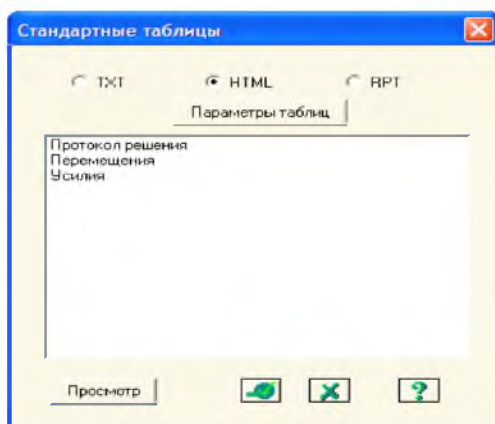 Стандартные таблицы
TXT HTML RPT
Параметры таблиц
Протокол решения
Перемещения
Усилия
Просмотр
?